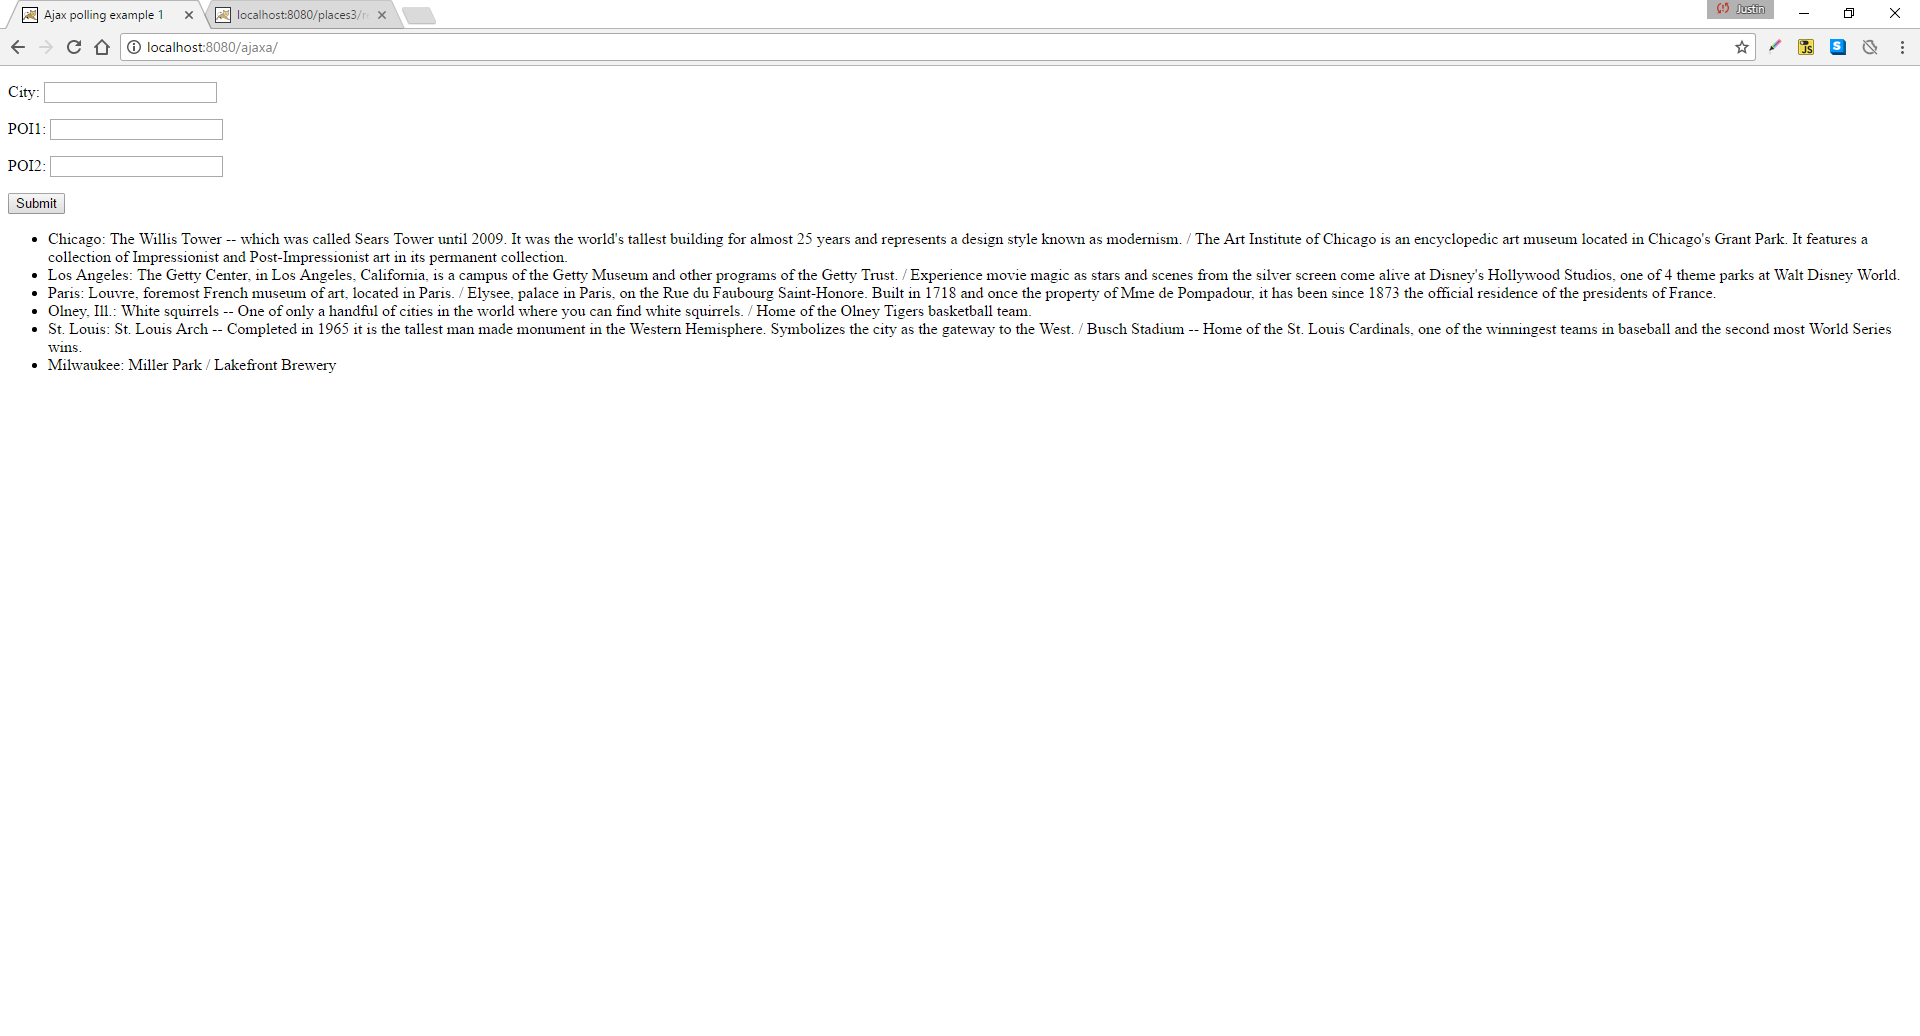 Ajax polling example 1
localhost:8080/places3/
Justin
localhost:8080/ajaxa/
City:
POI1:
POI2:
Submit
Chicago: The Willis Tower -- which was called Sears Tower until 2009. It was the world's tallest building for almost 25 years and represents a design style known as modernism. / The Art Institute of Chicago is an encyclopedic art museum located in Chicago's Grant Park. It features a
collection of Impressionist and Post-Impressionist art in its permanent collection.
Los Angeles: The Getty Center, in Los Angeles, California, is a campus of the Getty Museum and other programs of the Getty Trust. / Experience movie magic as stars and scenes from the silver screen come alive at Disney's Hollywood Studios, one of 4 theme parks at Walt Disney World.
Paris: Louvre, foremost French museum of art, located in Paris. / Elysee, palace in Paris, on the Rue du Faubourg Saint-Honore. Built in 1718 and once the property of Mme de Pompadour, it has been since 1873 the official residence of the presidents of France.
Olney, Ill.: White squirrels -- One of only a handful of cities in the world where you can find white squirrels. / Home of the Olney Tigers basketball team.
St. Louis: St. Louis Arch -- Completed in 1965 it is the tallest man made monument in the Western Hemisphere. Symbolizes the city as the gateway to the West. / Busch Stadium -- Home of the St. Louis Cardinals, one of the winningest teams in baseball and the second most World Series
wins.
Milwaukee: Miller Park / Lakefront Brewery